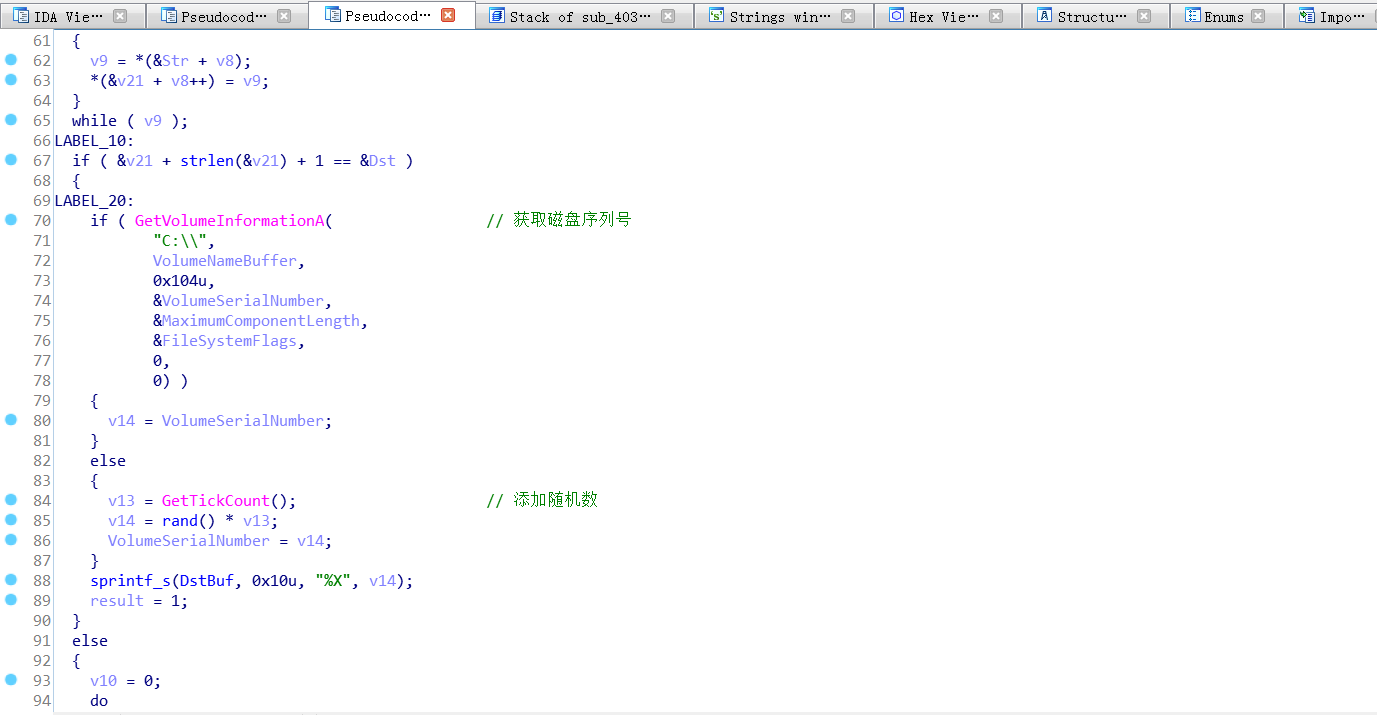 IDA Vie··· Pseudocod··· Pseudocod··· Stack of sub_403··· Strings win··· Hex Vie··· Structu··· Enums Impo···
61 {
62 v9 = *(&Str + v8);
63 *(&v21 + v8++) = v9;
64 }
65 while ( v9 );
66 LABEL_10:
67 if ( &v21 + strlen(&v21) + 1 == &Dst )
68 {
69 LABEL_20:
70 if ( GetVolumeInformationA( // 获取磁盘序列号
71 "C:\\",
72 VolumeNameBuffer,
73 0x104u,
74 &VolumeSerialNumber,
75 &MaximumComponentLength,
76 &FileSystemFlags,
77 0,
78 0) )
79 {
80 v14 = VolumeSerialNumber;
81 }
82 else
83 {
84 v13 = GetTickCount(); // 添加随机数
85 v14 = rand() * v13;
86 VolumeSerialNumber = v14;
87 }
88 sprintf_s(DstBuf, 0x10u, "%X", v14);
89 result = 1;
90 }
91 else
92 {
93 v10 = 0;
94 do